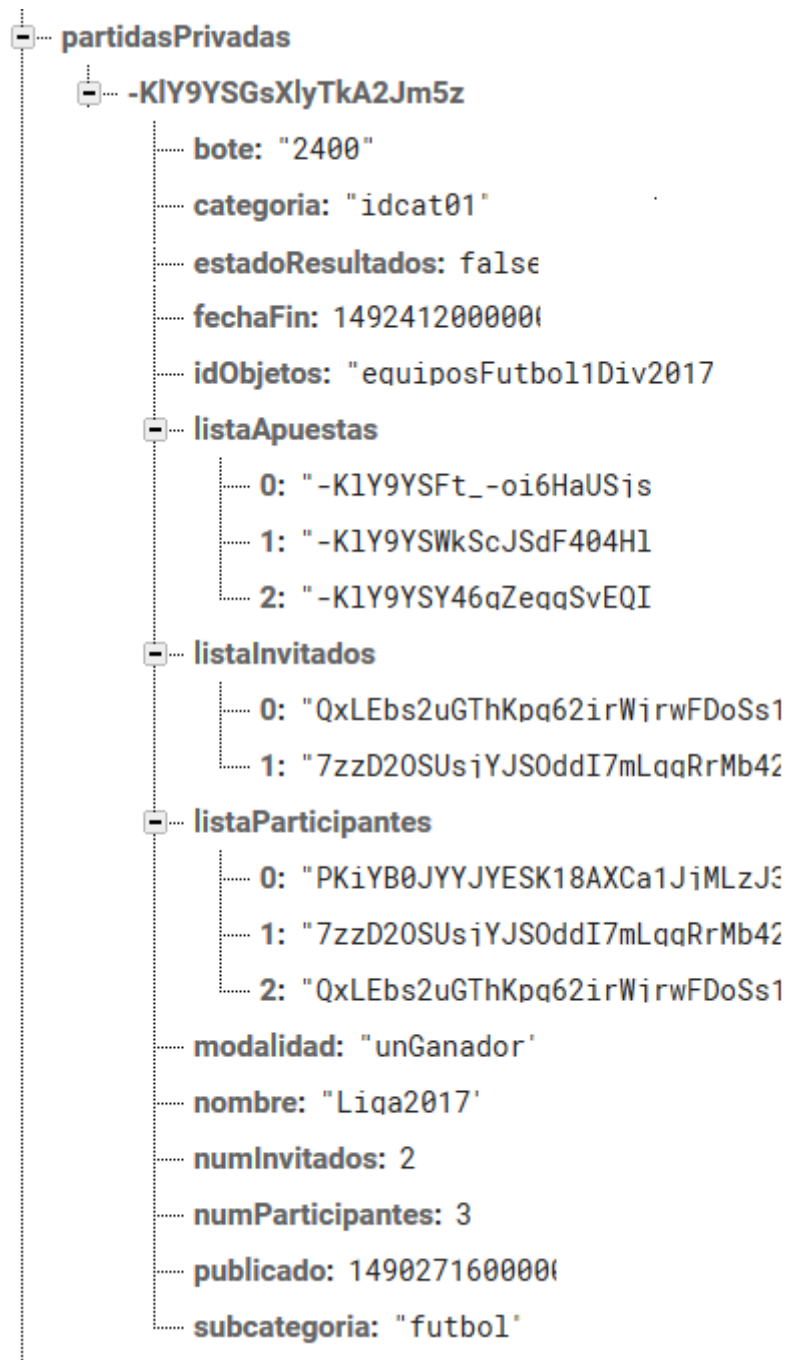 partidasPrivadas
-KlY9YSGsXlyTkA2Jm5z
bote: "2400"
categoria: "idcat01"
estadoResultados: false
fechaFin: 1492412000000
idObjetos: "equiposFutbol1Div2017
listaApuestas
0: "-KlY9YSFt_-oi6HaUSjs
1: "-KlY9YSWkScJSdF404Hl
2: "-KlY9YSY46qZeqqSvEQI
listaInvitados
0: "QxLEbs2uGThKpq62irWjrwFDoSs1
1: "7zzD2OSUsjYJSOddI7mLqqRrMb42
listaParticipantes
0: "PKiYB0JYYJYESK18AXCa1JjMLzJ3
1: "7zzD2OSUsjYJSOddI7mLqqRrMb42
2: "QxLEbs2uGThKpq62irWjrwFDoSs1
modalidad: "unGanador"
nombre: "Liga2017"
numInvitados: 2
numParticipantes: 3
publicado: 1490271600000
subcategoria: "futbol"